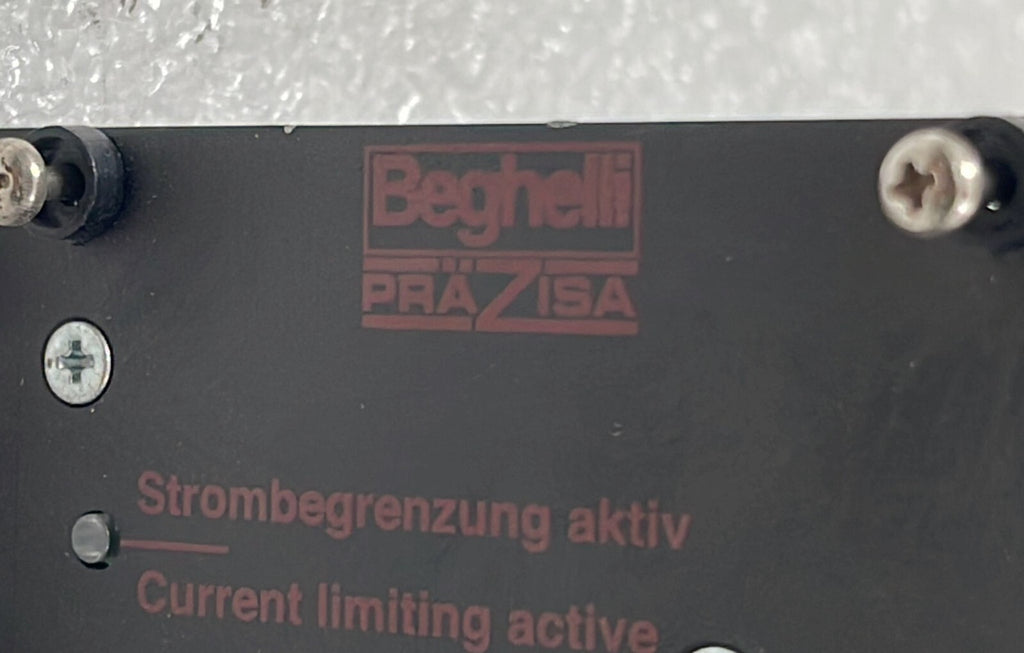 Beghelli
PRÄZISA
Strombegrenzung aktiv
Current limiting active